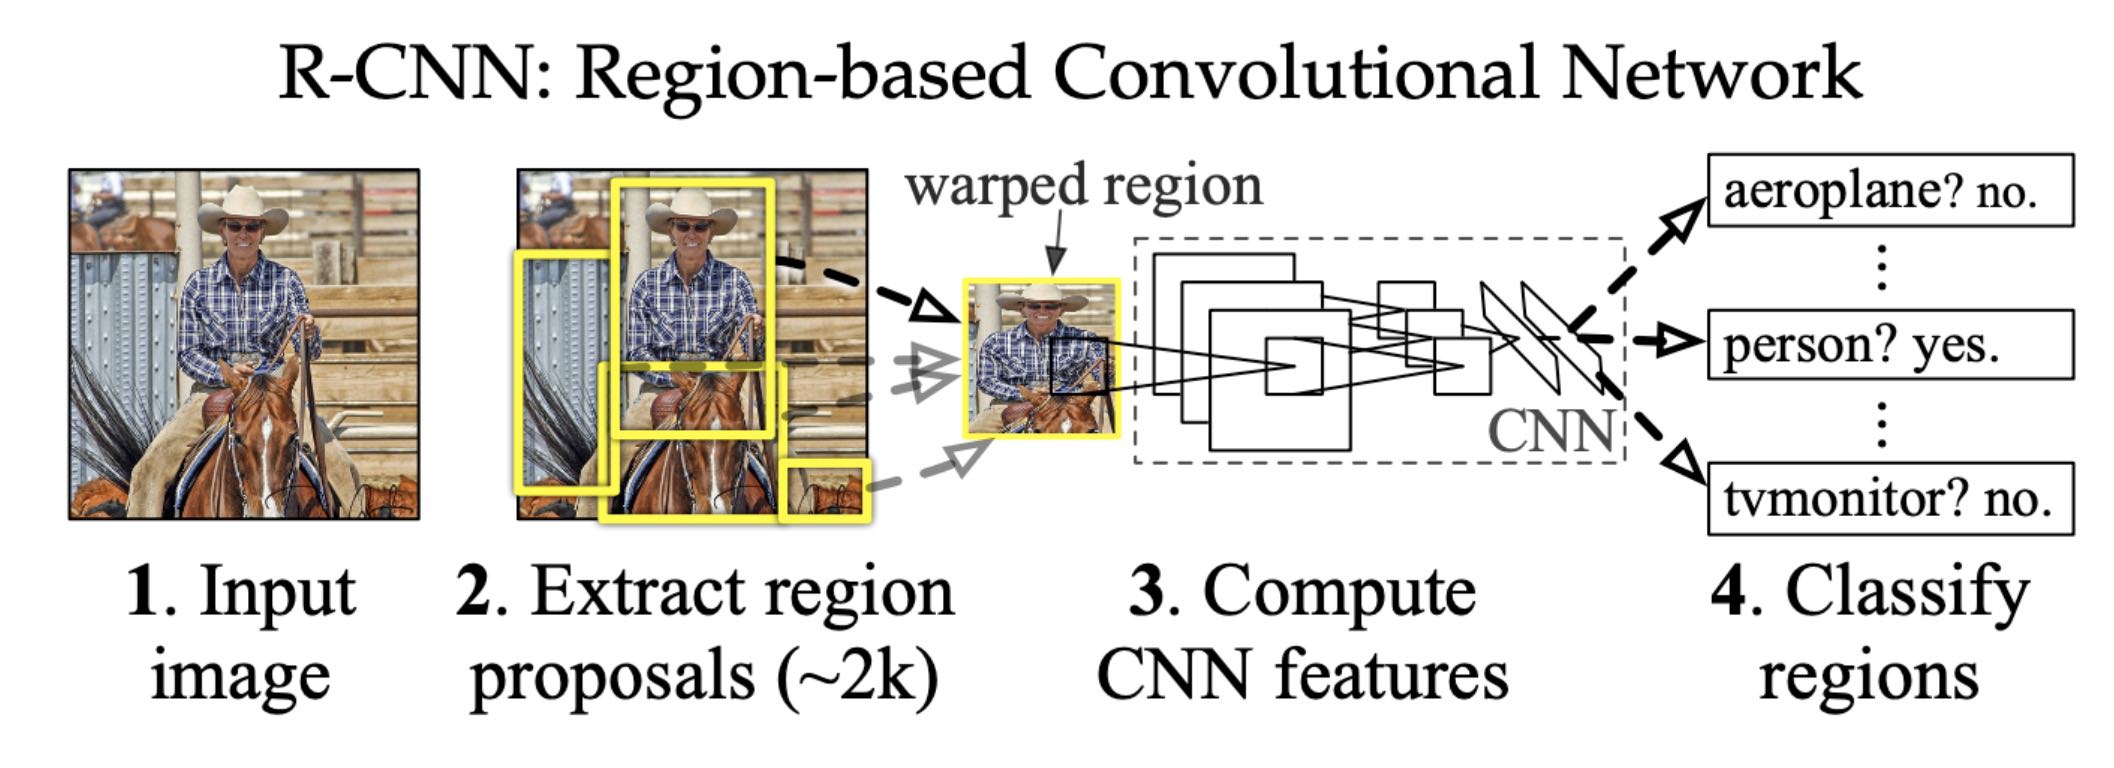 R-CNN: Region-based Convolutional Network
warped region
aeroplane? no.
person? yes.
CNN
tvmonitor? no.
1. Input
image
2. Extract region
proposals (~2k)
3. Compute
CNN features
4. Classify
regions